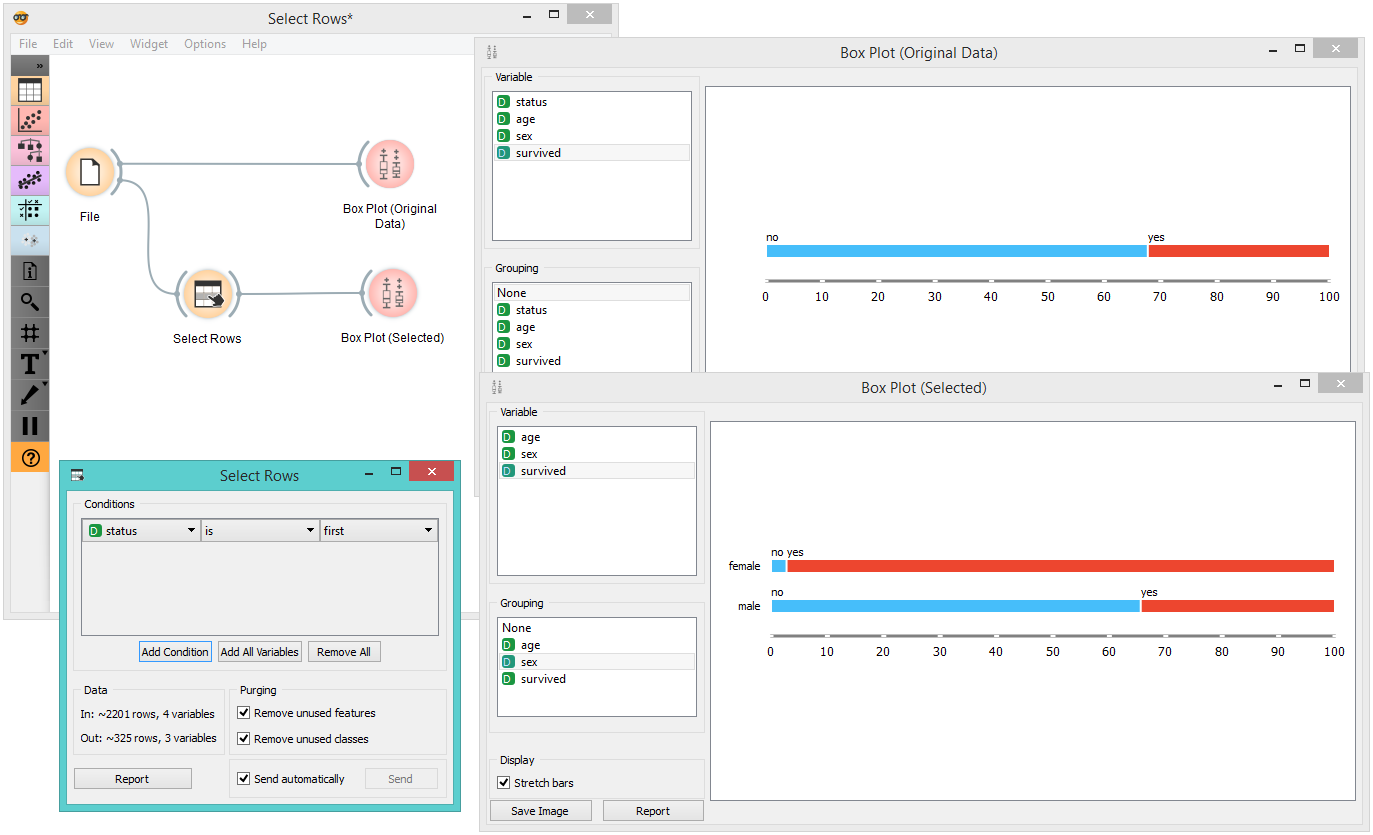 Select Rows*
File Edit View Widget Options Help
»
File
Box Plot (Original
Data)
Select Rows
Box Plot (Selected)
Box Plot (Original Data)
Variable
D status
D age
D sex
D survived
Grouping
None
D status
D age
D sex
D survived
no yes
0 10 20 30 40 50 60 70 80 90 100
Box Plot (Selected)
Variable
D age
D sex
D survived
Grouping
None
D age
D sex
D survived
Display
Stretch bars
Save Image Report
no yes
female
no yes
male
0 10 20 30 40 50 60 70 80 90 100
Select Rows
Conditions
D status is first
Add Condition Add All Variables Remove All
Data
In: ~2201 rows, 4 variables
Out: ~325 rows, 3 variables
Purging
Remove unused features
Remove unused classes
Report
Send automatically Send